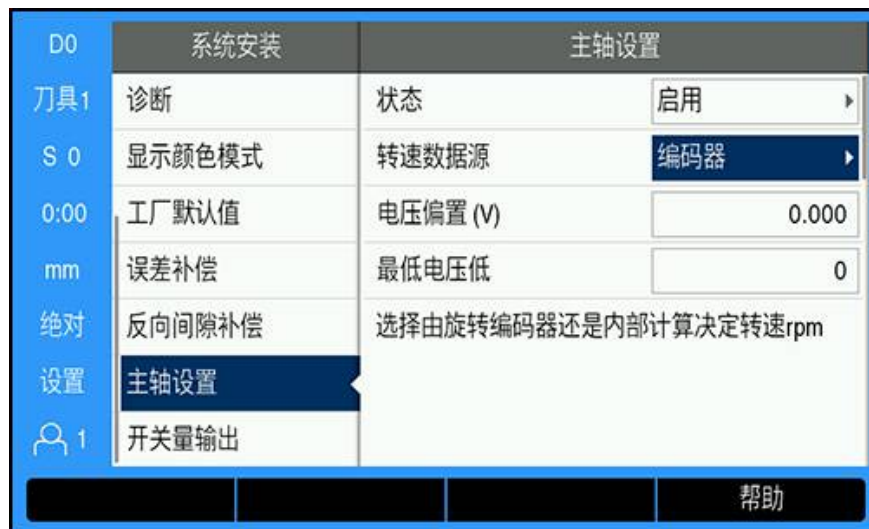 D0
系统安装
主轴设置
刀具1
诊断
状态
启用
S 0
显示颜色模式
转速数据源
编码器
0:00
工厂默认值
电压偏置 (V)
0.000
mm
误差补偿
最低电压低
0
绝对
反向间隙补偿
选择由旋转编码器还是内部计算决定转速rpm
设置
主轴设置
1
开关量输出
帮助